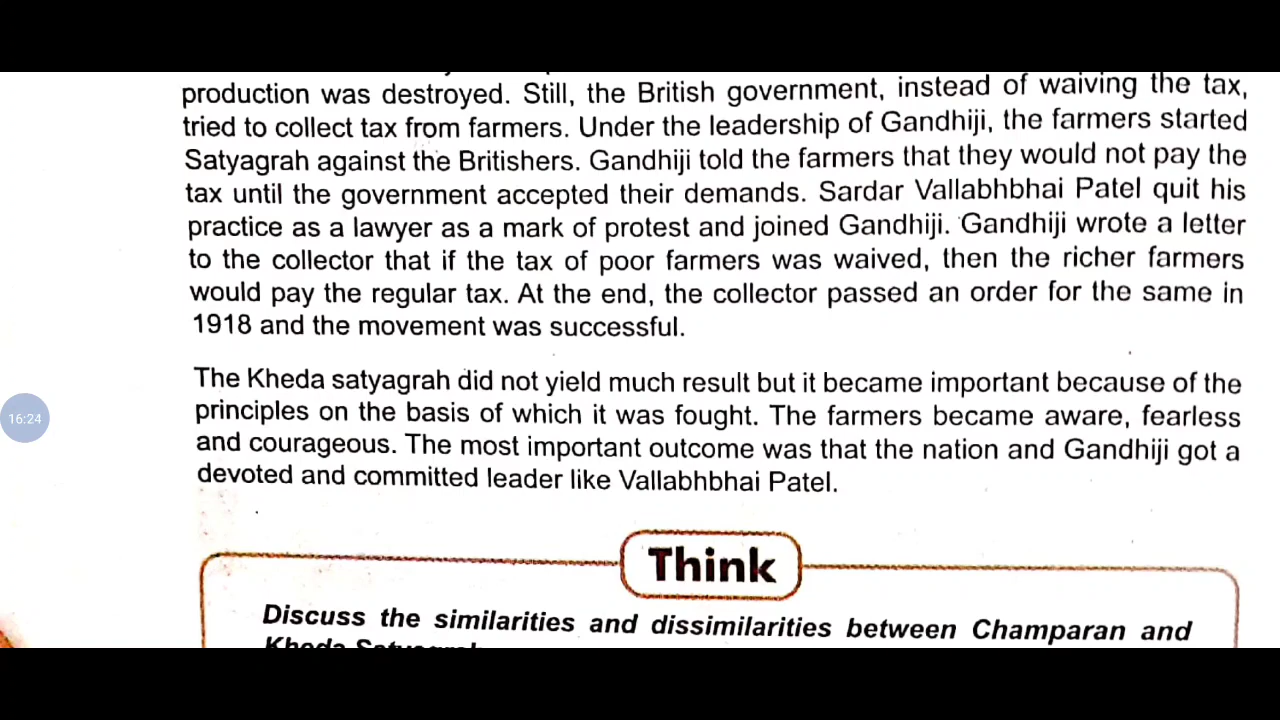 production was destroyed. Still, the British government, instead of waiving the tax,
tried to collect tax from farmers. Under the leadership of Gandhiji, the farmers started
Satyagrah against the Britishers. Gandhiji told the farmers that they would not pay the
tax until the government accepted their demands. Sardar Vallabhbhai Patel quit his
practice as a lawyer as a mark of protest and joined Gandhiji. Gandhiji wrote a letter
to the collector that if the tax of poor farmers was waived, then the richer farmers
would pay the regular tax. At the end, the collector passed an order for the same in
1918 and the movement was successful.
16:24
The Kheda satyagrah did not yield much result but it became important because of the
principles on the basis of which it was fought. The farmers became aware, fearless
and courageous. The most important outcome was that the nation and Gandhiji got a
devoted and committed leader like Vallabhbhai Patel.
Think
Discuss the similarities and dissimilarities between Champaran and